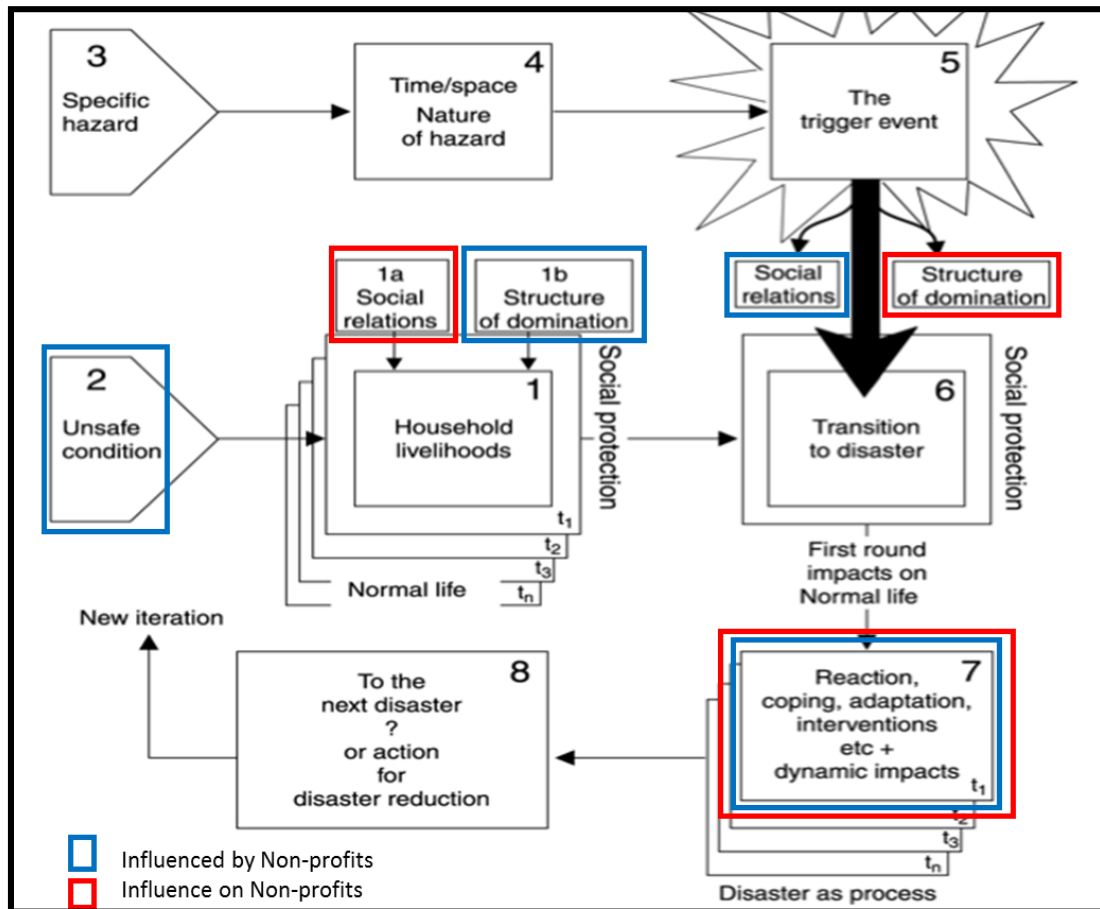 3
Specific
hazard
4
Time/space
Nature
of hazard
5
The
trigger event
1a
Social
relations
1b
Structure
of domination
Social
relations
Structure
of domination
2
Unsafe
condition
1
Household
livelihoods
Social protection
t1
t2
t3
tn
Normal life
6
Transition
to disaster
Social protection
First round
impacts on
Normal life
New iteration
8
To the
next disaster
?
or action
for
disaster reduction
7
Reaction,
coping, adaptation,
interventions
etc +
dynamic impacts
t1
t2
t3
tn
Disaster as process
Influenced by Non-profits
Influence on Non-profits